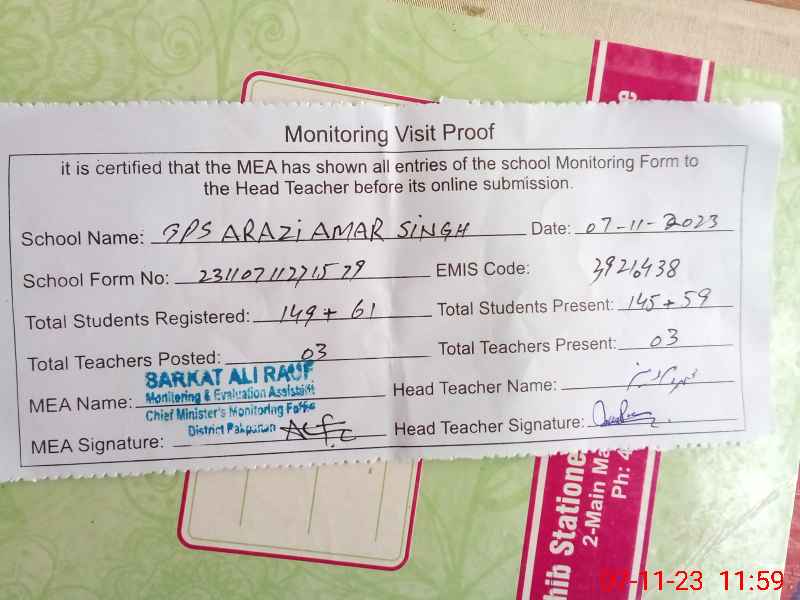 Monitoring Visit Proof
it is certified that the MEA has shown all entries of the school Monitoring Form to
the Head Teacher before its online submission.
School Name: GPS ARAZi AMAR SiNGH Date: 07-11-2023
School Form No: EMIS Code: 3921438
Total Students Registered: 149 + 61 Total Students Present: 145 + 59
Total Teachers Posted: 03 Total Teachers Present: 03
MEA Name: SARKAT ALI RAUF Head Teacher Name:
Monitoring & Evaluation Assistant
Chief Minister's Monitoring Force
District Pakpattan
MEA Signature: Head Teacher Signature:
hib Statione
2-Main Ma
Ph: 4
07-11-23 11:59